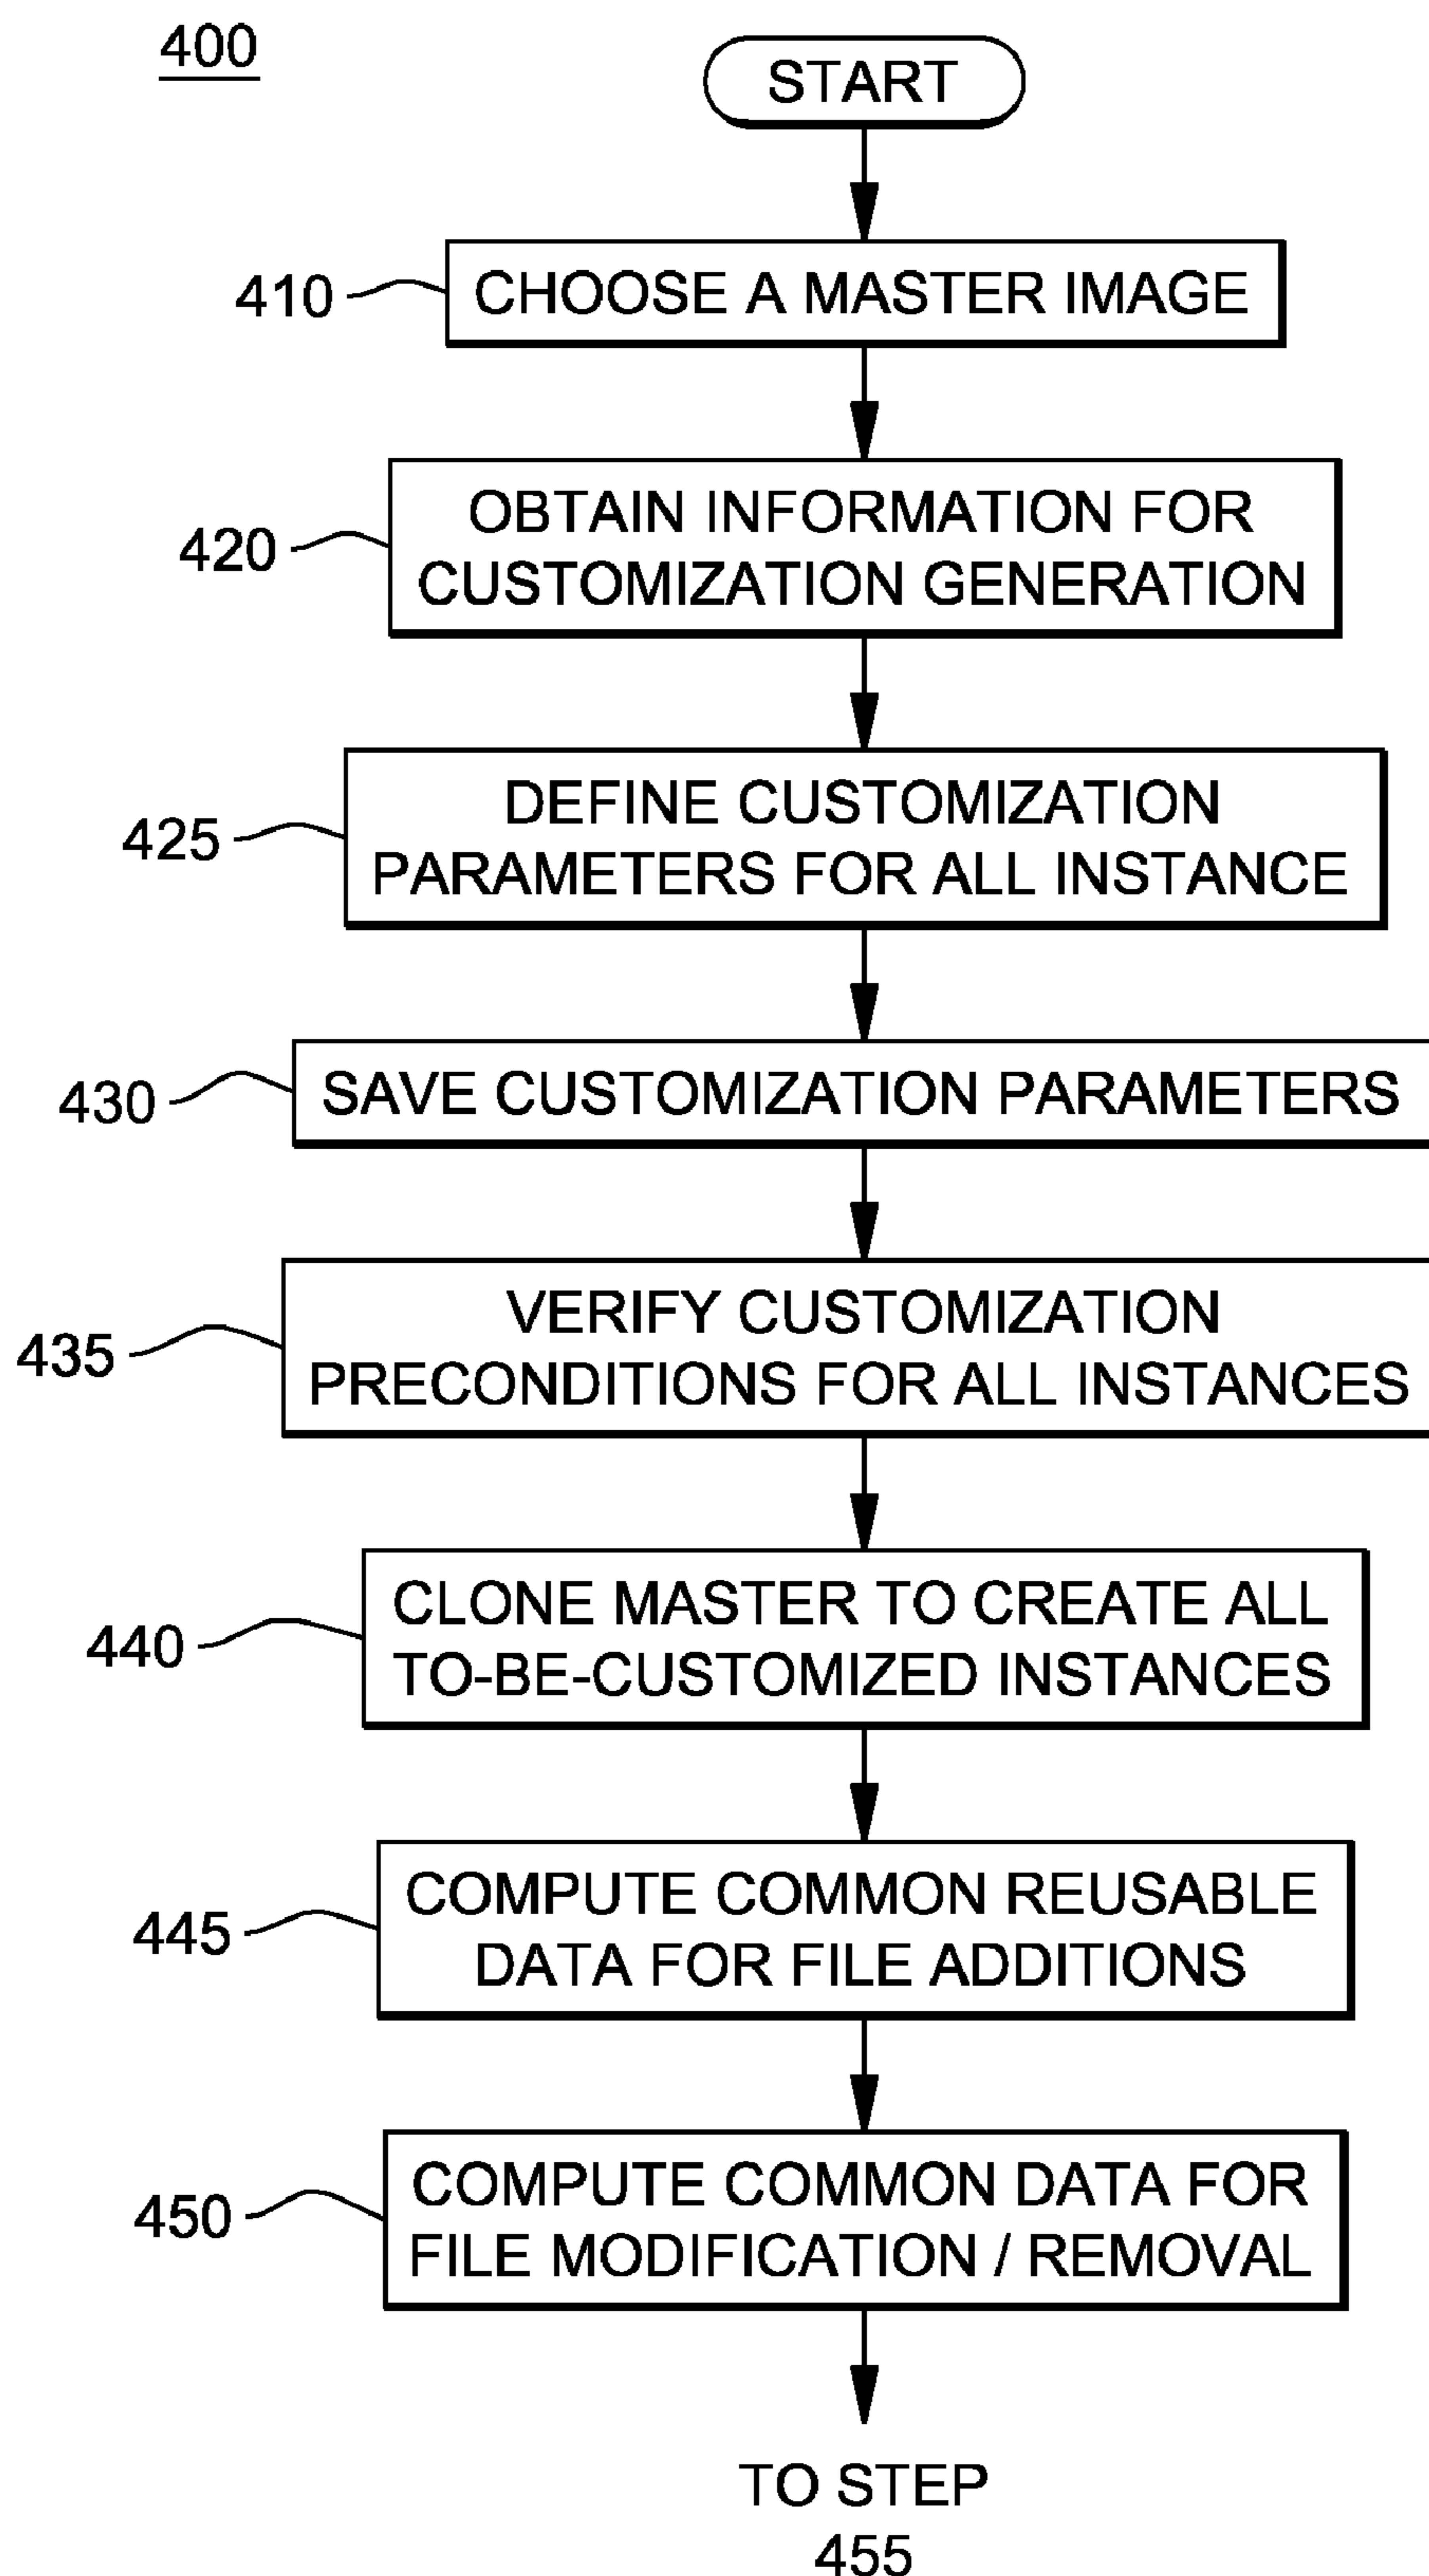 400
START
410
CHOOSE A MASTER IMAGE
420
OBTAIN INFORMATION FOR
CUSTOMIZATION GENERATION
425
DEFINE CUSTOMIZATION
PARAMETERS FOR ALL INSTANCE
430
SAVE CUSTOMIZATION PARAMETERS
435
VERIFY CUSTOMIZATION
PRECONDITIONS FOR ALL INSTANCES
440
CLONE MASTER TO CREATE ALL
TO-BE-CUSTOMIZED INSTANCES
445
COMPUTE COMMON REUSABLE
DATA FOR FILE ADDITIONS
450
COMPUTE COMMON DATA FOR
FILE MODIFICATION / REMOVAL
TO STEP
455